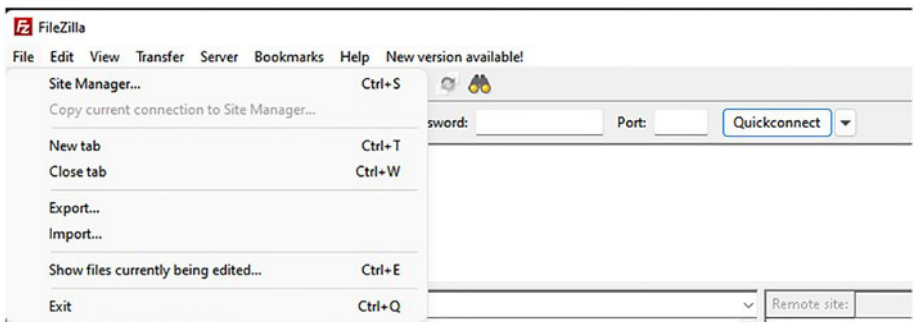 FileZilla
File Edit View Transfer Server Bookmarks Help New version available!
Site Manager... Ctrl+S
Copy current connection to Site Manager...
sword: Port: Quickconnect
New tab Ctrl+T
Close tab Ctrl+W
Export...
Import...
Show files currently being edited... Ctrl+E
Exit Ctrl+Q
Remote site: